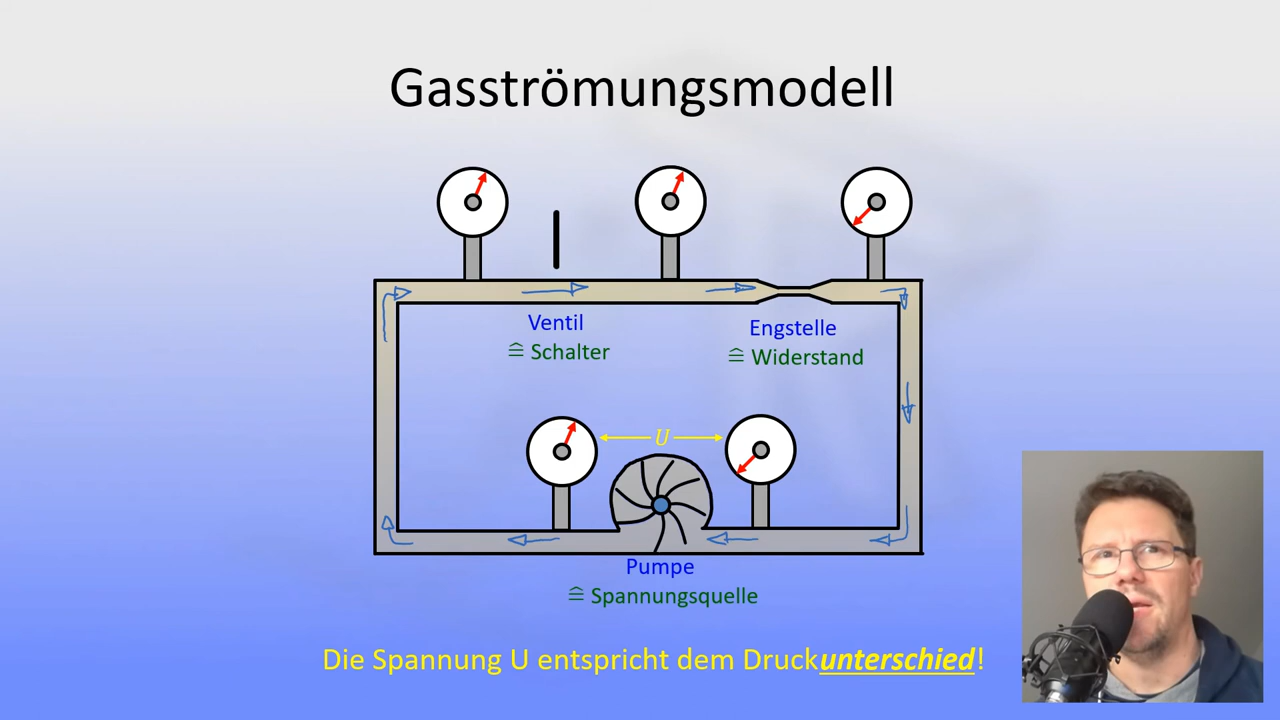 Gasströmungsmodell
Ventil
≙ Schalter
Engstelle
≙ Widerstand
U
Pumpe
≙ Spannungsquelle
Die Spannung U entspricht dem Druckunterschied!